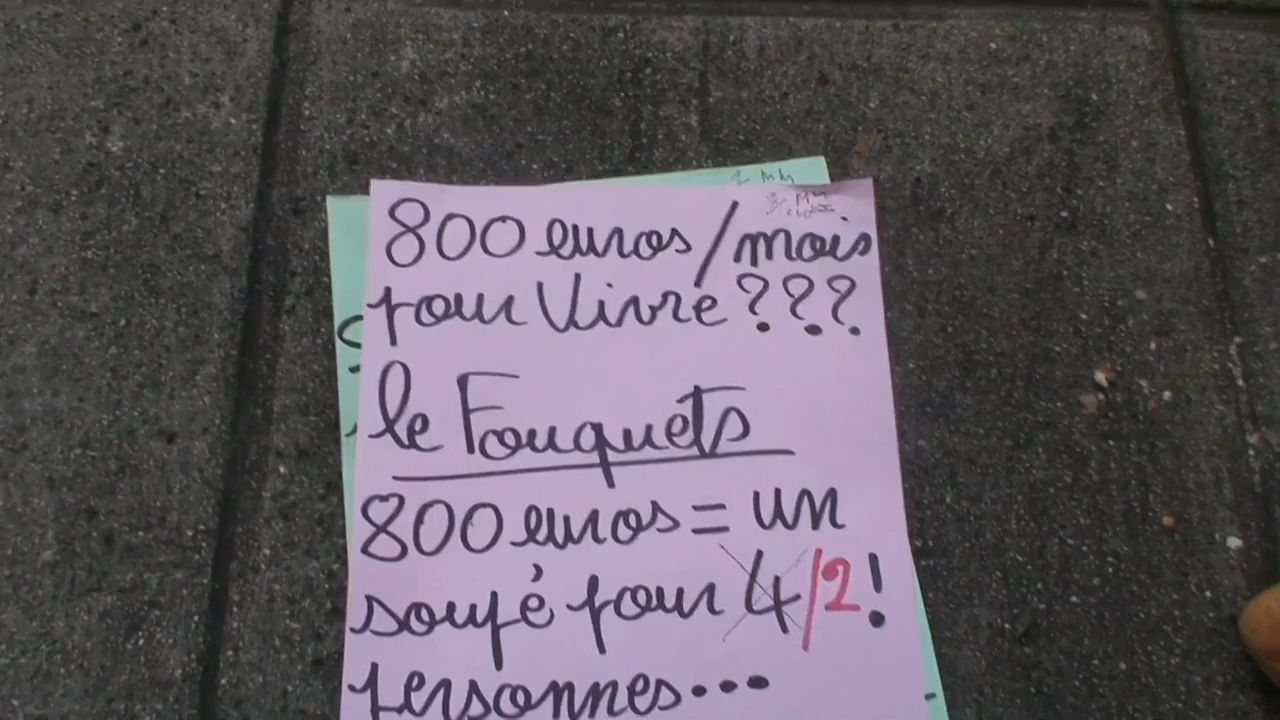 800 euros/mois
pour Vivre ???
le Fouquets
800 euros = un
soupé pour 4/2!
personnes...